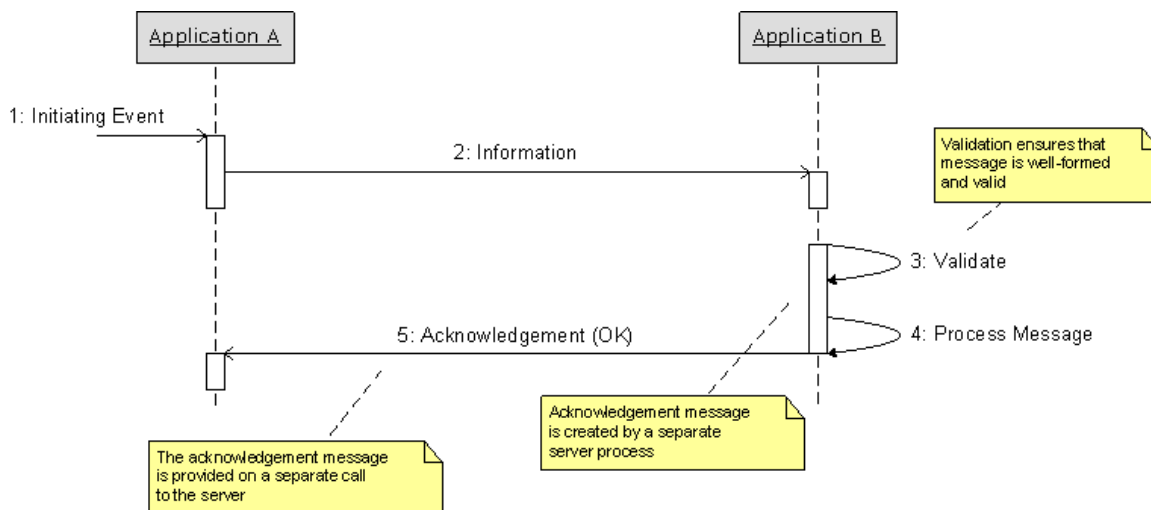 Application A
Application B
1: Initiating Event
2: Information
Validation ensures that
message is well-formed
and valid
3: Validate
4: Process Message
5: Acknowledgement (OK)
Acknowledgement message
is created by a separate
server process
The acknowledgement message
is provided on a separate call
to the server